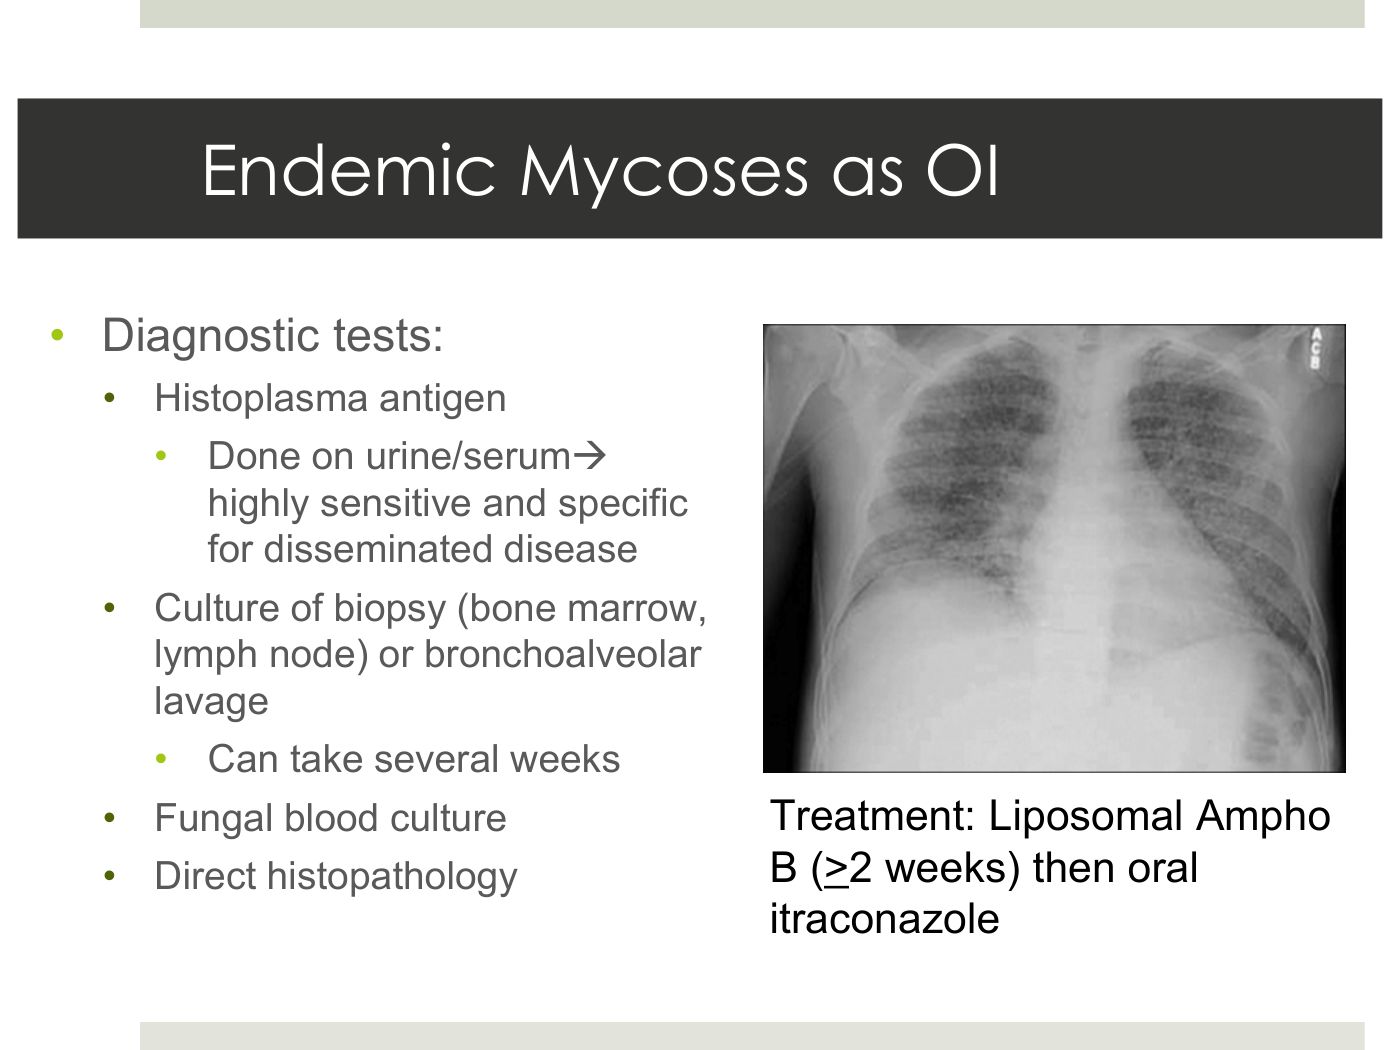 Endemic Mycoses as OI
• Diagnostic tests:
• Histoplasma antigen
• Done on urine/serum→
highly sensitive and specific
for disseminated disease
• Culture of biopsy (bone marrow,
lymph node) or bronchoalveolar
lavage
• Can take several weeks
• Fungal blood culture
• Direct histopathology
A
C
B
Treatment: Liposomal Ampho
B (≥2 weeks) then oral
itraconazole